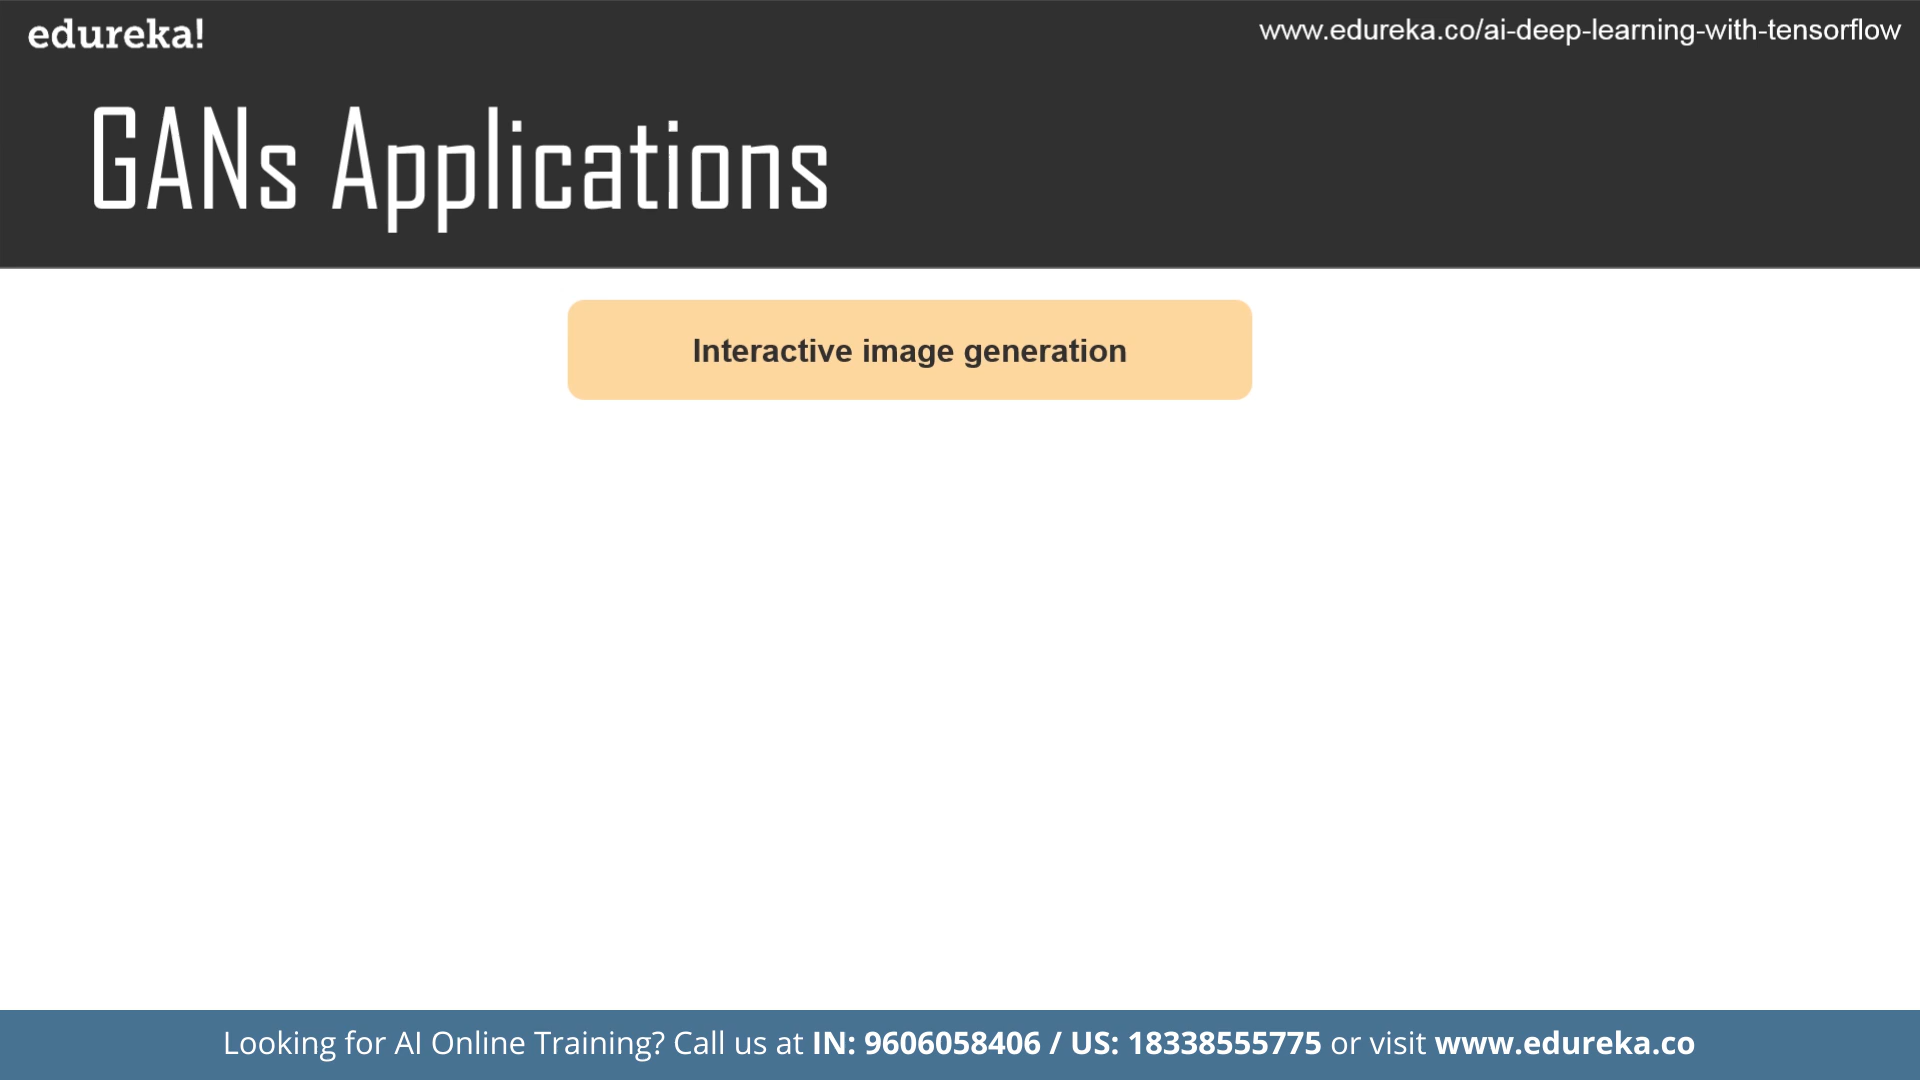 edureka!
www.edureka.co/ai-deep-learning-with-tensorflow
GANs Applications
Interactive image generation
Looking for AI Online Training? Call us at IN: 9606058406 / US: 18338555775 or visit www.edureka.co